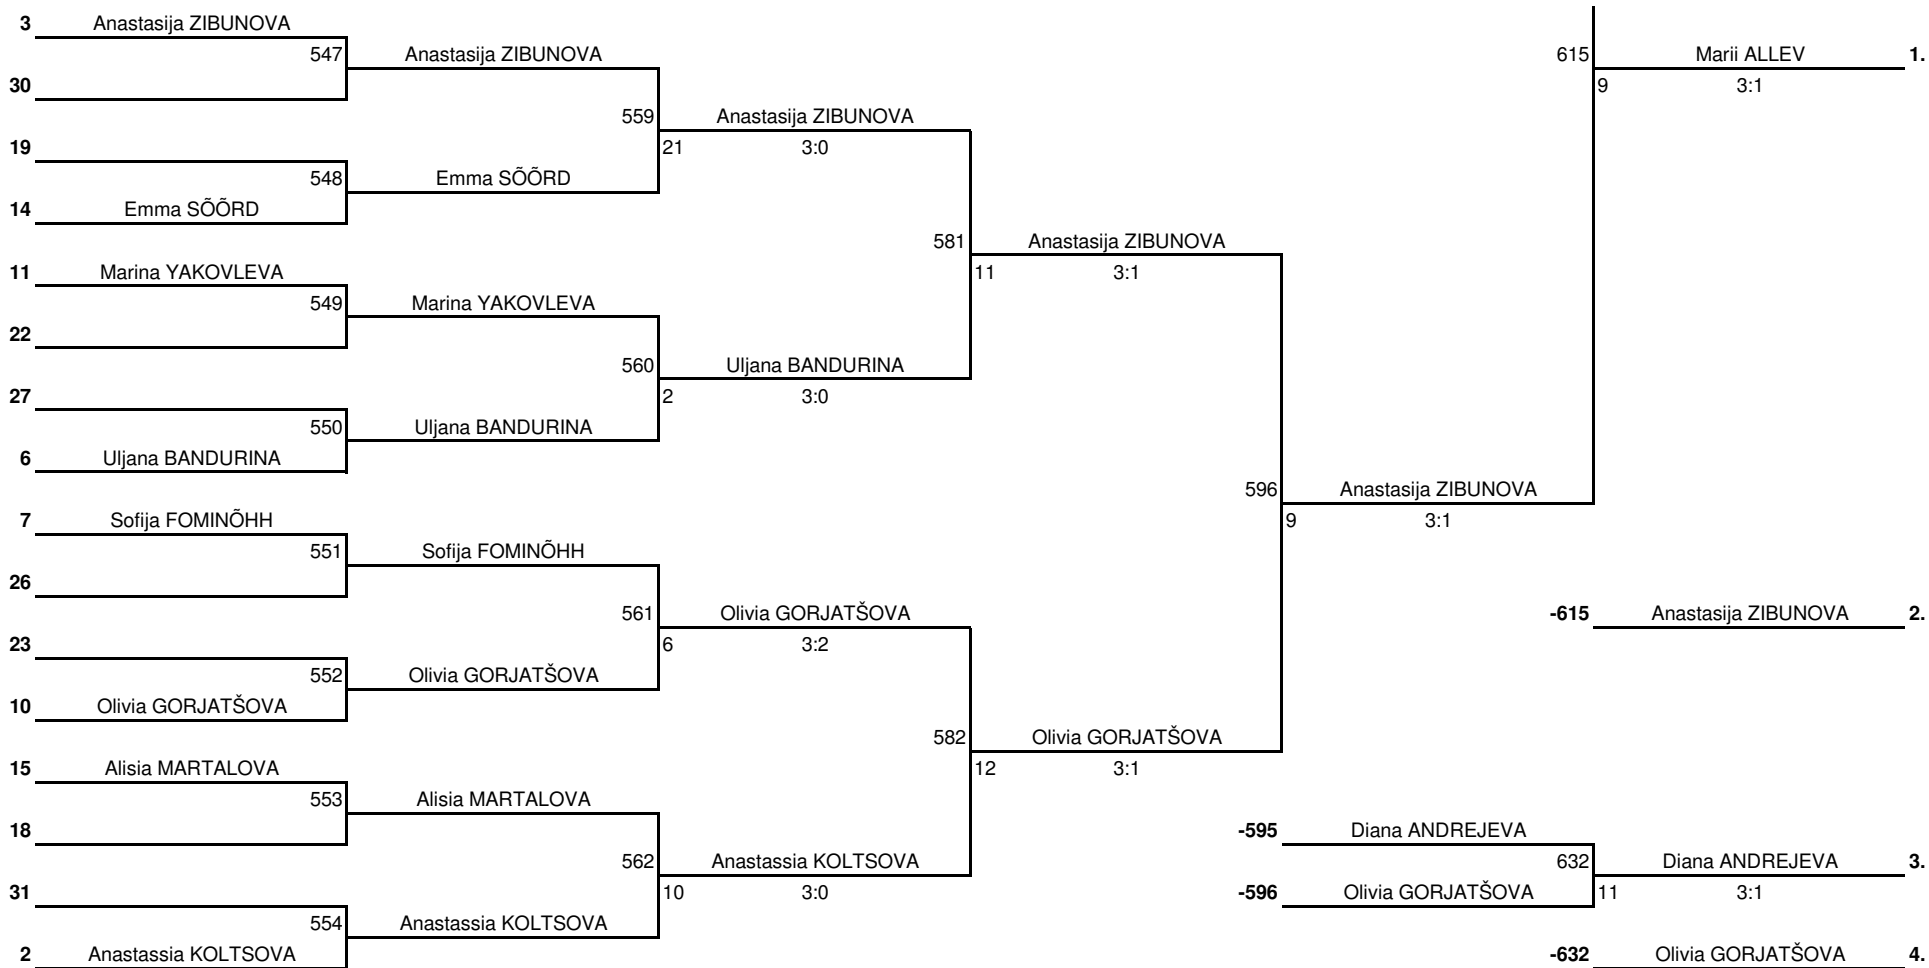 3 Anastasija ZIBUNOVA
547 Anastasija ZIBUNOVA 615 Marii ALLEV 1.
30 9 3:1
559 Anastasija ZIBUNOVA
19 21 3:0
548 Emma SÕÕRD
14 Emma SÕÕRD
581 Anastasija ZIBUNOVA
11 Marina YAKOVLEVA 11 3:1
549 Marina YAKOVLEVA
22
560 Uljana BANDURINA
27 2 3:0
550 Uljana BANDURINA
6 Uljana BANDURINA
596 Anastasija ZIBUNOVA
7 Sofija FOMINÕHH 9 3:1
551 Sofija FOMINÕHH
26
561 Olivia GORJATŠOVA -615 Anastasija ZIBUNOVA 2.
23 6 3:2
552 Olivia GORJATŠOVA
10 Olivia GORJATŠOVA
582 Olivia GORJATŠOVA
15 Alisia MARTALOVA 12 3:1
553 Alisia MARTALOVA
18 -595 Diana ANDREJEVA
562 Anastassia KOLTSOVA 632 Diana ANDREJEVA 3.
31 10 3:0 -596 Olivia GORJATŠOVA 11 3:1
554 Anastassia KOLTSOVA
2 Anastassia KOLTSOVA -632 Olivia GORJATŠOVA 4.